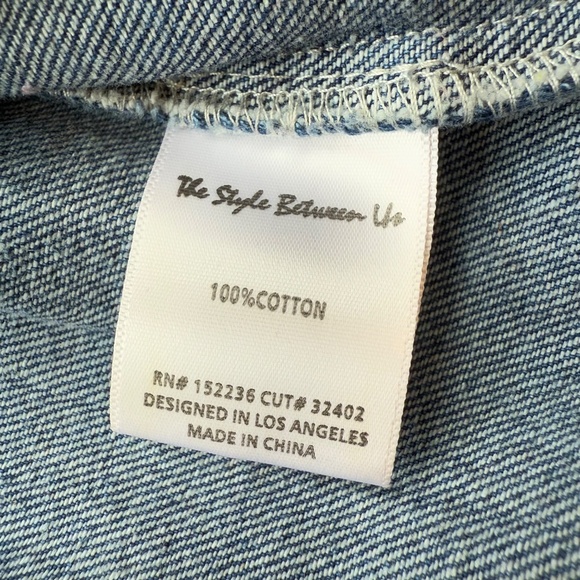 The Style Between Us
100%COTTON
RN# 152236 CUT# 32402
DESIGNED IN LOS ANGELES
MADE IN CHINA